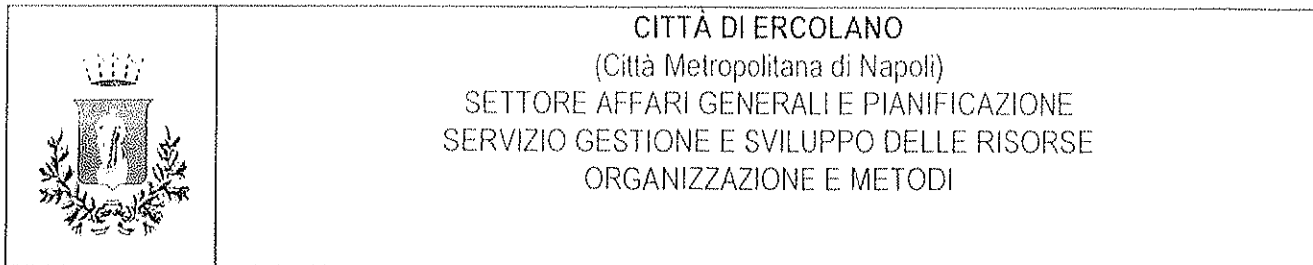 CITTÀ DI ERCOLANO
(Città Metropolitana di Napoli)
SETTORE AFFARI GENERALI E PIANIFICAZIONE
SERVIZIO GESTIONE E SVILUPPO DELLE RISORSE
ORGANIZZAZIONE E METODI